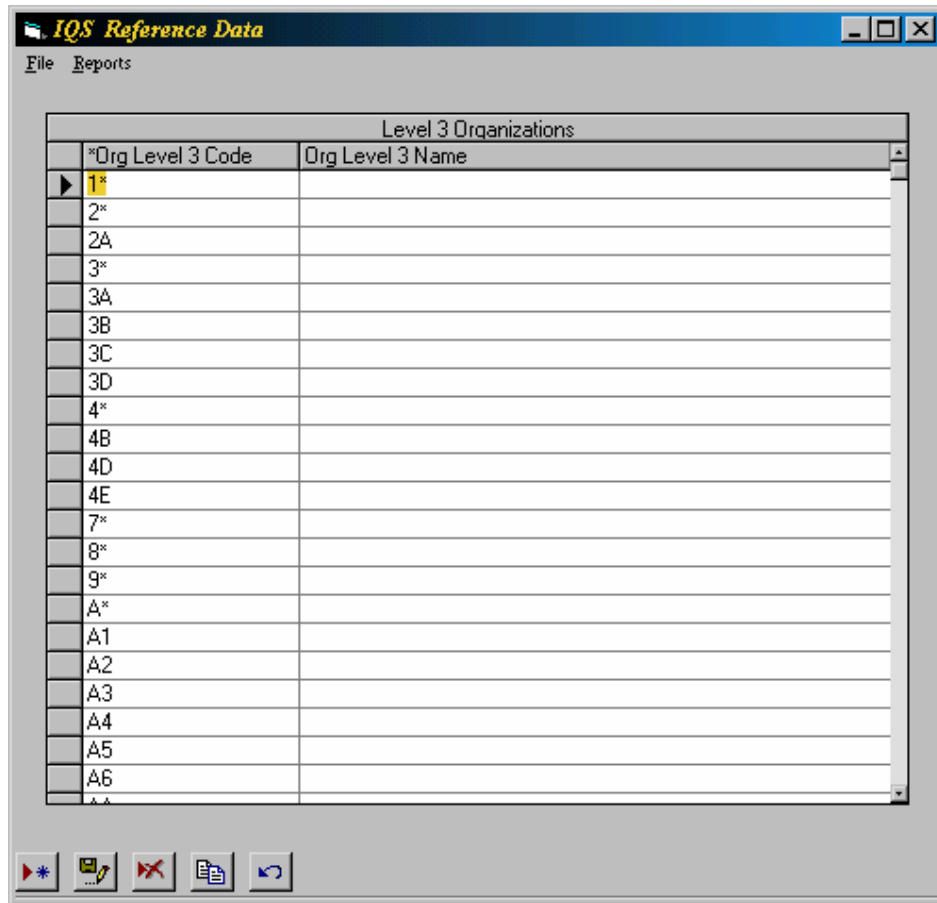 IQS Reference Data
File Reports
Level 3 Organizations
*Org Level 3 Code Org Level 3 Name
1*
2*
2A
3*
3A
3B
3C
3D
4*
4B
4D
4E
7*
8*
9*
A*
A1
A2
A3
A4
A5
A6